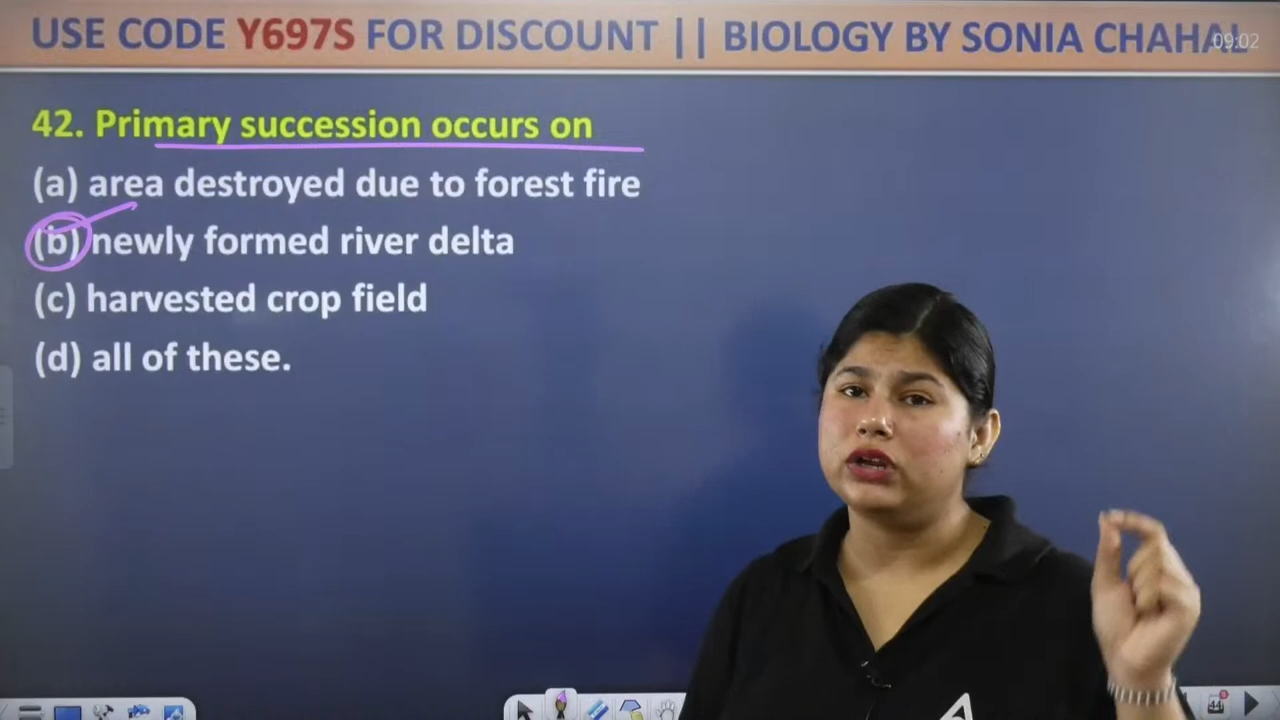 USE CODE Y697S FOR DISCOUNT || BIOLOGY BY SONIA CHAHAL
09:02
42. Primary succession occurs on
(a) area destroyed due to forest fire
(b) newly formed river delta
(c) harvested crop field
(d) all of these.
44